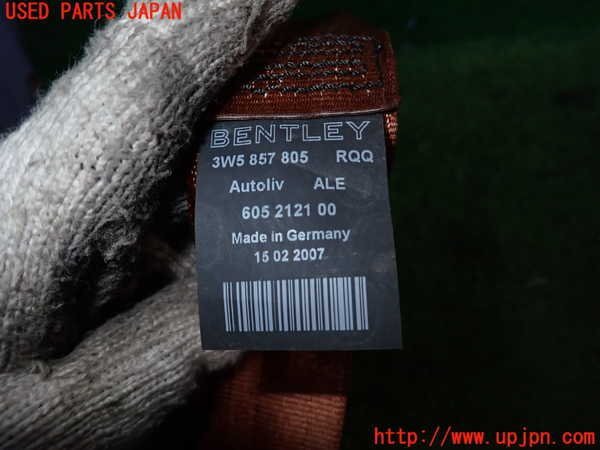 USED PARTS JAPAN
BENTLEY
3W5 857 805 RQQ
Autoliv ALE
605 2121 00
Made in Germany
15 02 2007
http://www.upjpn.com/